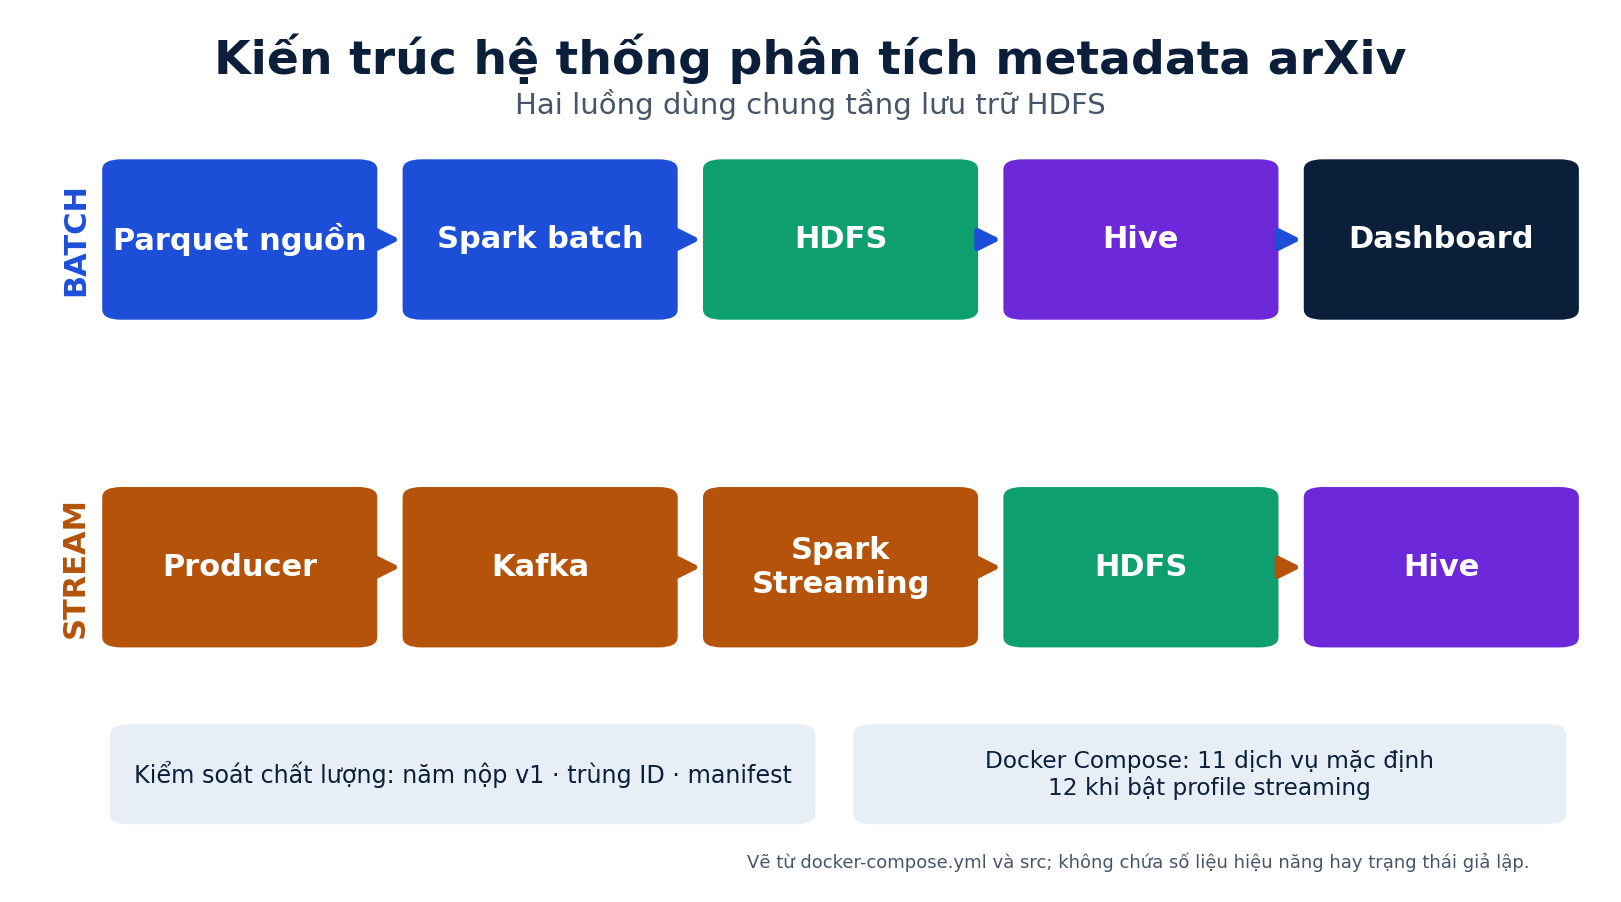 Kiến trúc hệ thống phân tích metadata arXiv
Hai luồng dùng chung tầng lưu trữ HDFS
BATCH
Parquet nguồn
Spark batch
HDFS
Hive
Dashboard
STREAM
Producer
Kafka
Spark
Streaming
HDFS
Hive
Kiểm soát chất lượng: năm nộp v1 · trùng ID · manifest
Docker Compose: 11 dịch vụ mặc định
12 khi bật profile streaming
Vẽ từ docker-compose.yml và src; không chứa số liệu hiệu năng hay trạng thái giả lập.